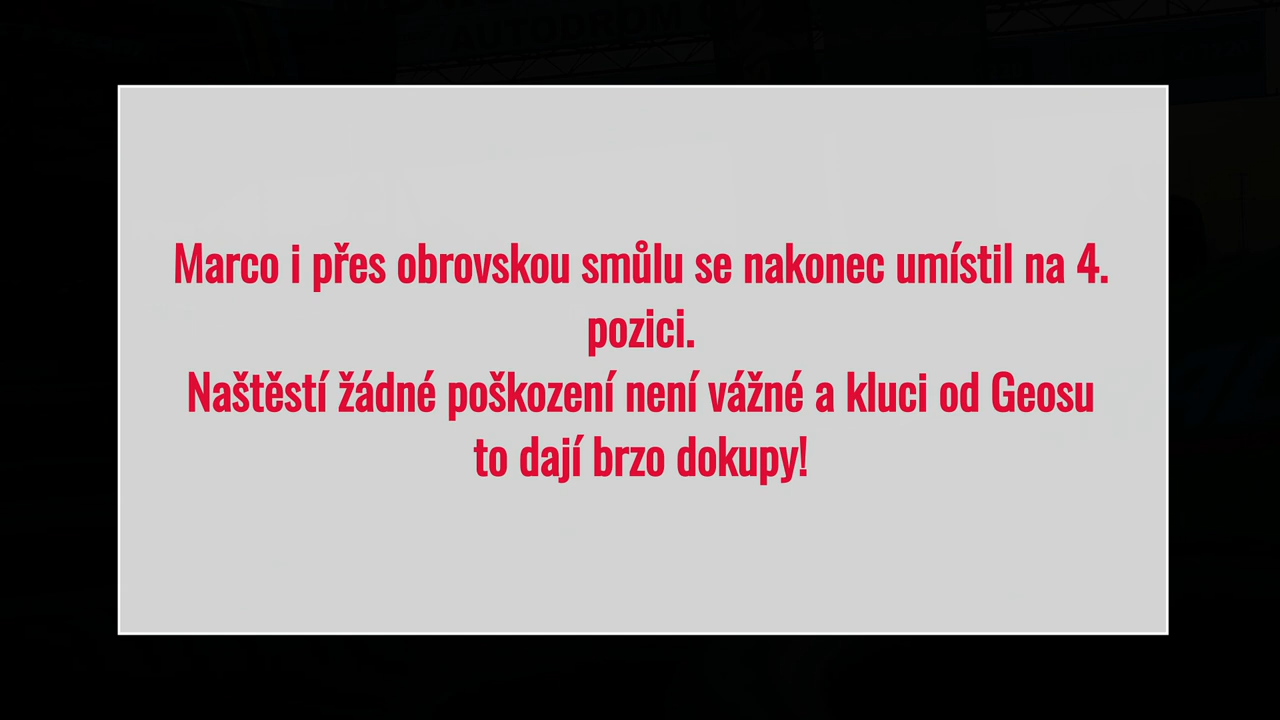 AUTODROM
Marco i přes obrovskou smůlu se nakonec umístil na 4.
pozici.
Naštěstí žádné poškození není vážné a kluci od Geosu
to dají brzo dokupy!